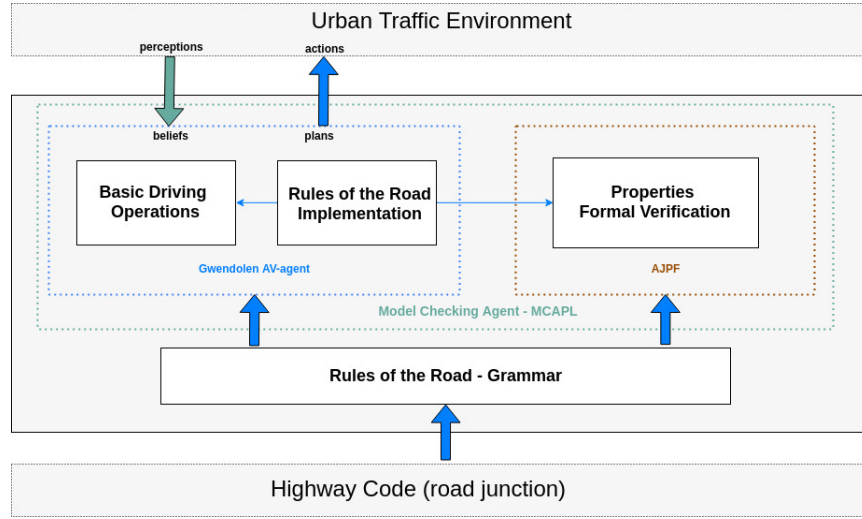 Urban Traffic Environment
perceptions
actions
beliefs
plans
Basic Driving
Operations
Rules of the Road
Implementation
Properties
Formal Verification
Gwendolen AV-agent
AJPF
Model Checking Agent - MCAPL
Rules of the Road - Grammar
Highway Code (road junction)